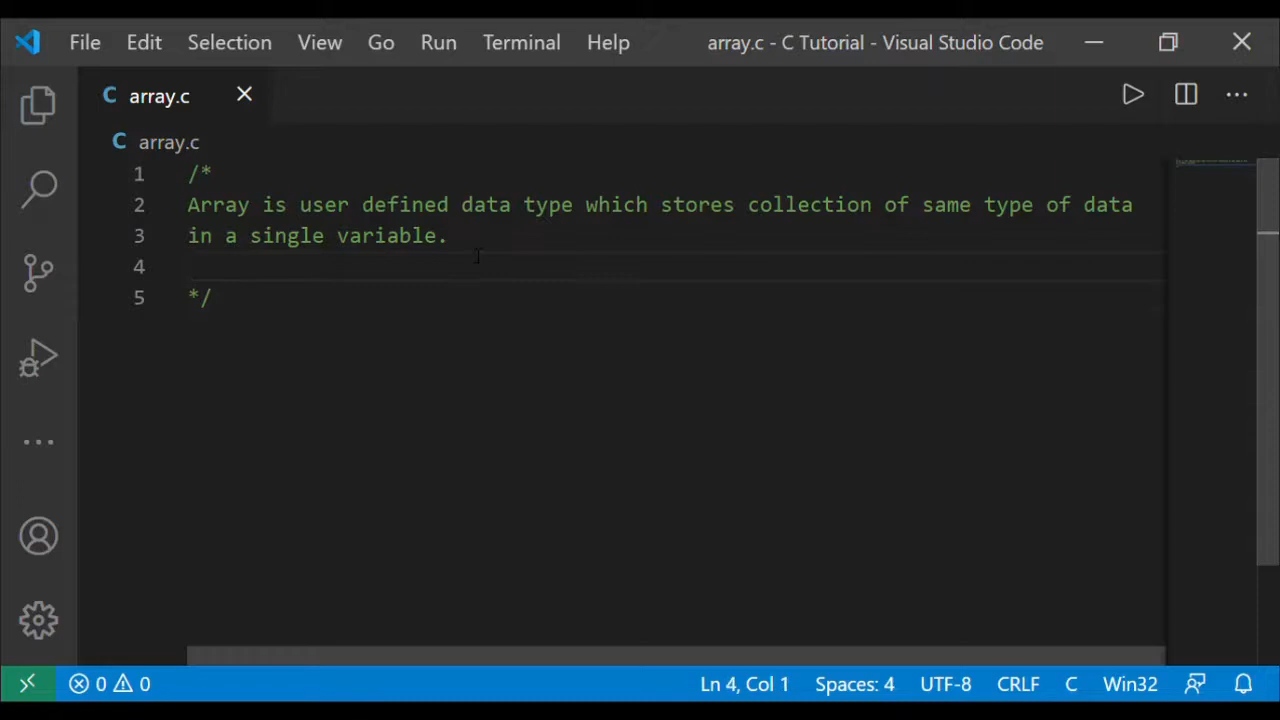 File Edit Selection View Go Run Terminal Help array.c - C Tutorial - Visual Studio Code
C array.c
C array.c
1 /*
2 Array is user defined data type which stores collection of same type of data
3 in a single variable.
4
5 */
0 0 Ln 4, Col 1 Spaces: 4 UTF-8 CRLF C Win32